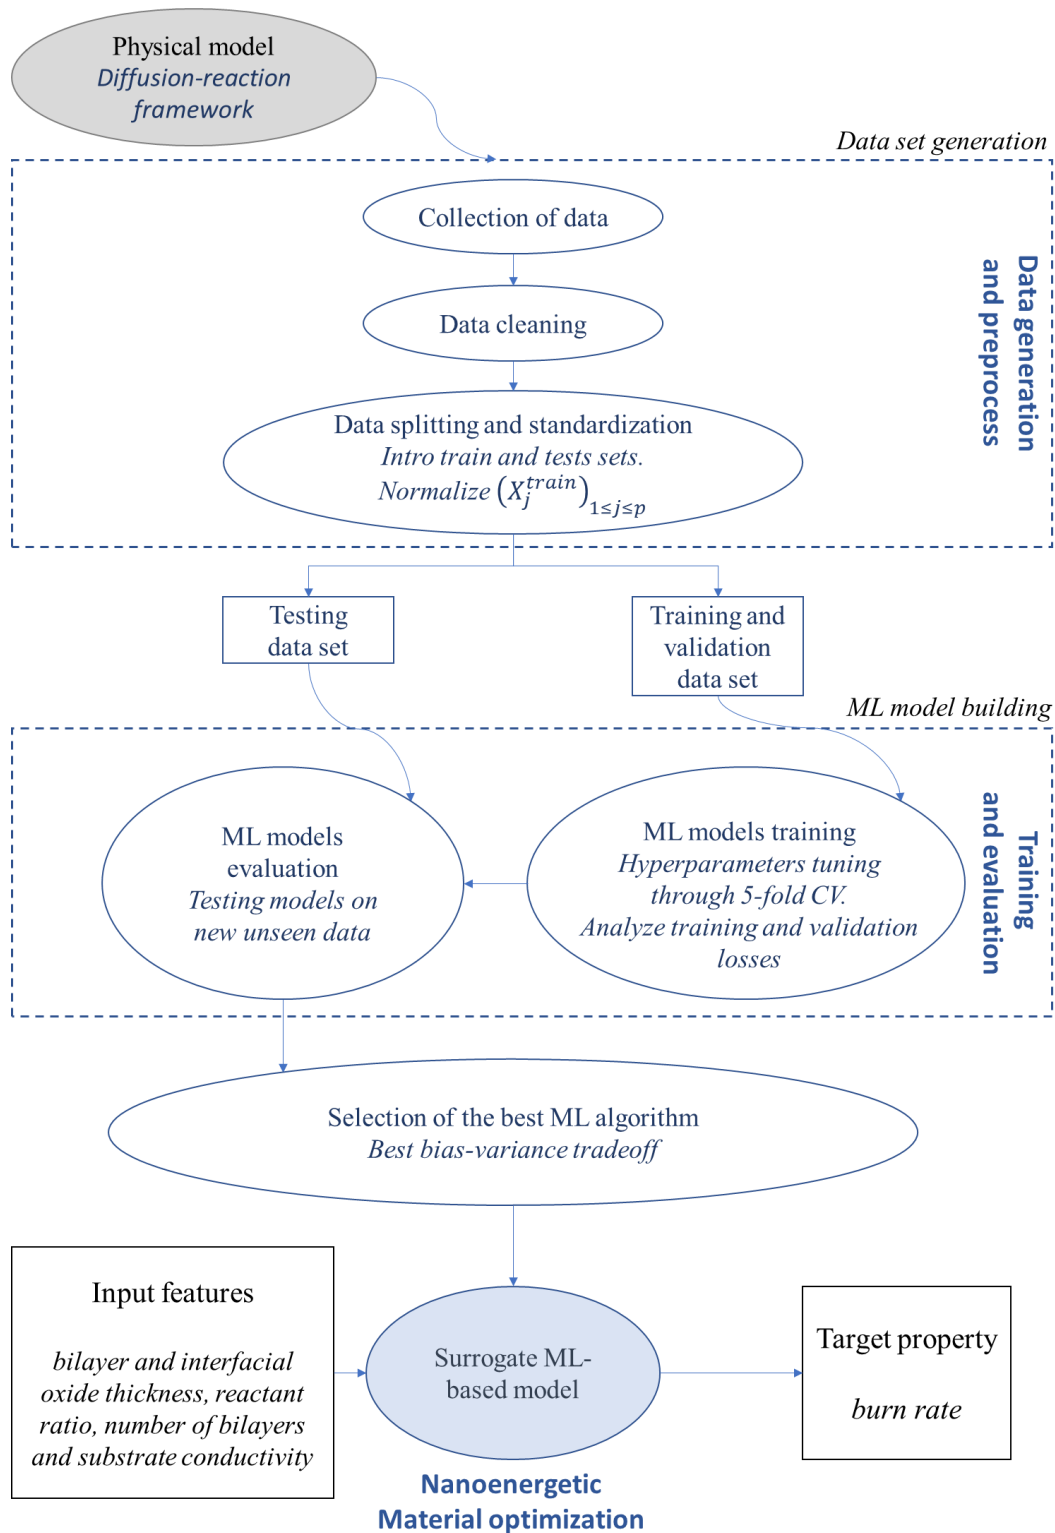 Physical model
Diffusion-reaction
framework
Data set generation
Collection of data
Data cleaning
Data splitting and standardization
Intro train and tests sets.
Normalize (X_j^{train})_{1≤j≤p}
Data generation
and preprocess
Testing
data set
Training and
validation
data set
ML model building
ML models
evaluation
Testing models on
new unseen data
ML models training
Hyperparameters tuning
through 5-fold CV.
Analyze training and validation
losses
Training
and evaluation
Selection of the best ML algorithm
Best bias-variance tradeoff
Input features
bilayer and interfacial
oxide thickness, reactant
ratio, number of bilayers
and substrate conductivity
Surrogate ML-
based model
Target property
burn rate
Nanoenergetic
Material optimization